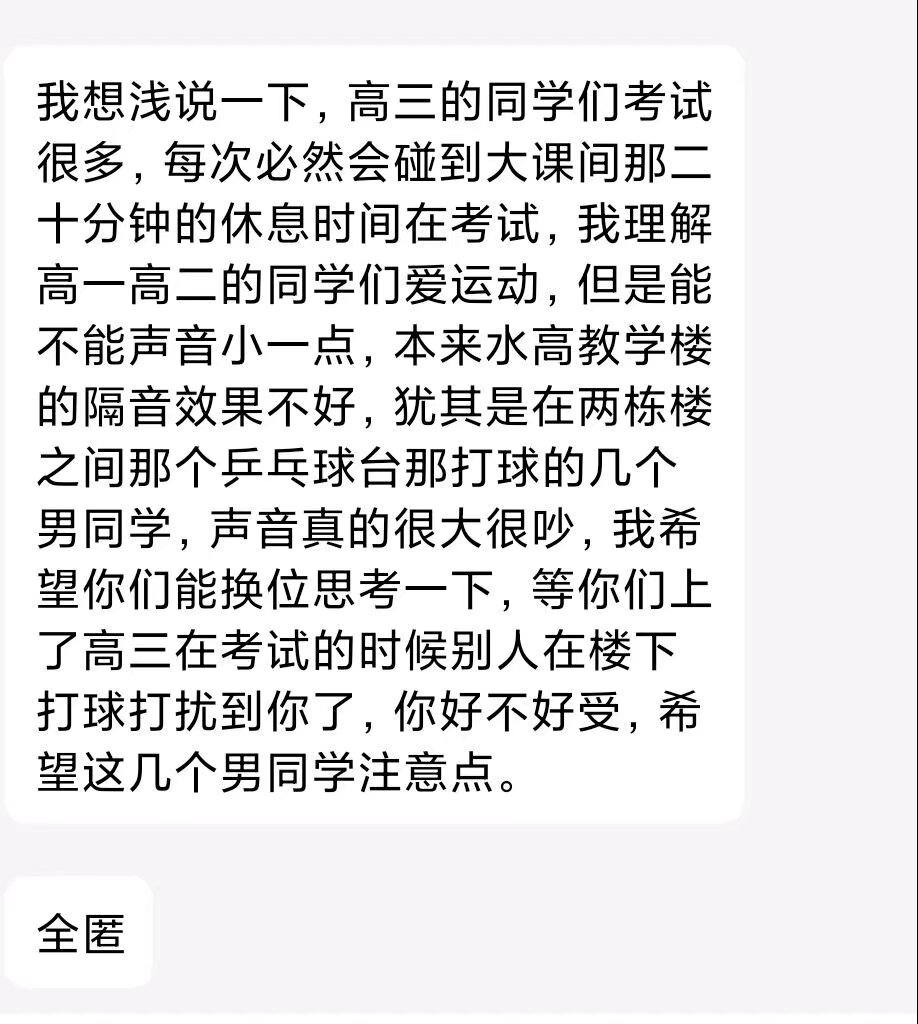 我想浅说一下，高三的同学们考试
很多，每次必然会碰到大课间那二
十分钟的休息时间在考试，我理解
高一高二的同学们爱运动，但是能
不能声音小一点，本来水高教学楼
的隔音效果不好，犹其是在两栋楼
之间那个乒乓球台那打球的几个
男同学，声音真的很大很吵，我希
望你们能换位思考一下，等你们上
了高三在考试的时候别人在楼下
打球打扰到你了，你好不好受，希
望这几个男同学注意点。
全匿